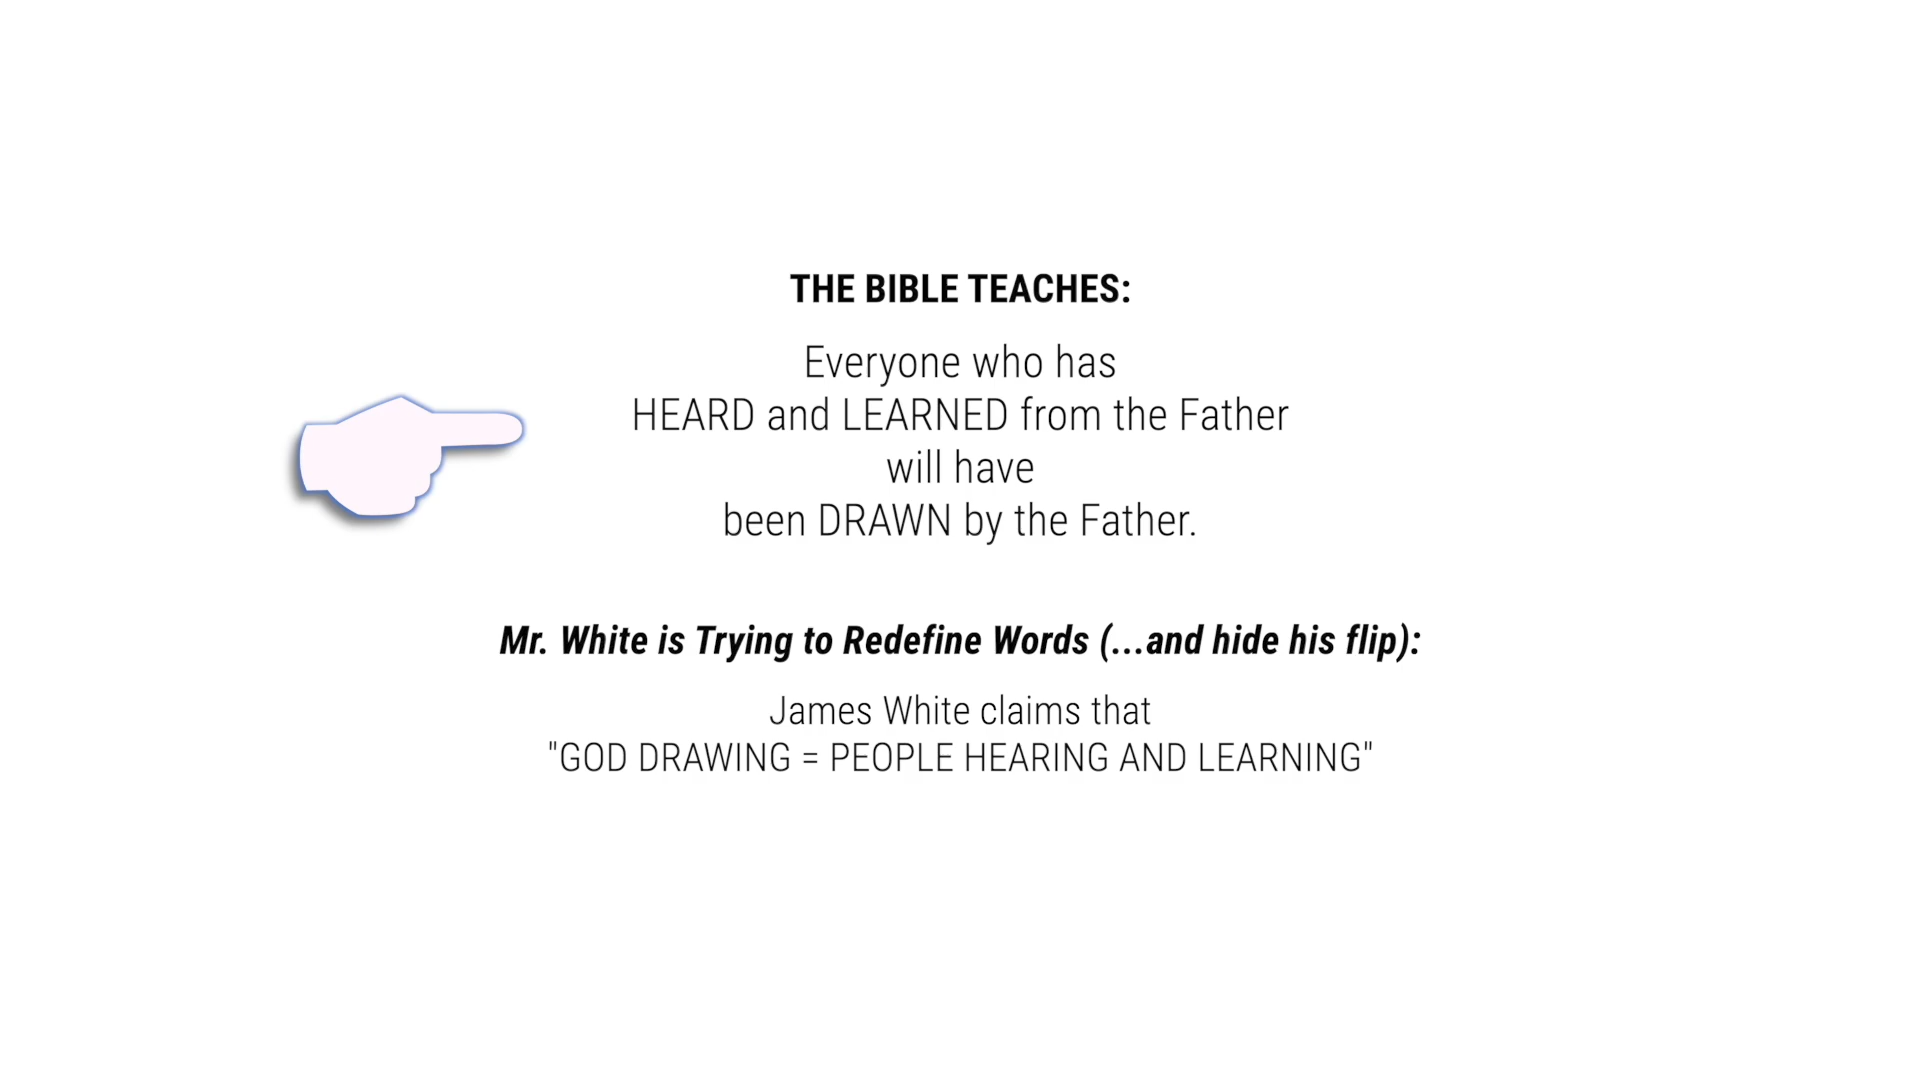 THE BIBLE TEACHES:
Everyone who has
HEARD and LEARNED from the Father
will have
been DRAWN by the Father.
Mr. White is Trying to Redefine Words (...and hide his flip):
James White claims that
"GOD DRAWING = PEOPLE HEARING AND LEARNING"